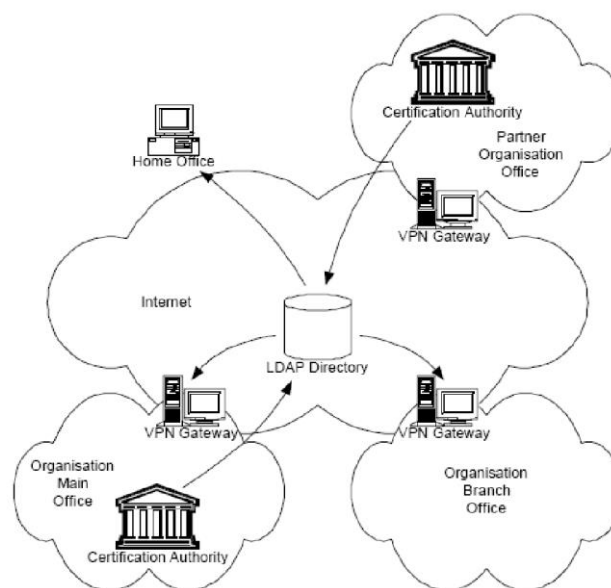 Certification Authority
Partner
Organisation
Office
Home Office
VPN Gateway
Internet
LDAP Directory
VPN Gateway
VPN Gateway
Organisation
Main
Office
Organisation
Branch
Office
Certification Authority